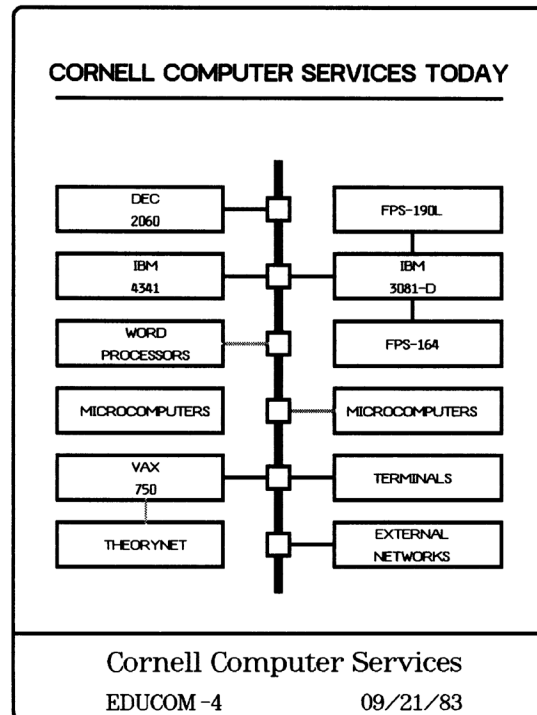 CORNELL COMPUTER SERVICES TODAY
DEC
2060
FPS-190L
IBM
4341
IBM
3081-D
WORD
PROCESSORS
FPS-164
MICROCOMPUTERS
MICROCOMPUTERS
VAX
750
TERMINALS
THEORYNET
EXTERNAL
NETWORKS
Cornell Computer Services
EDUCOM-4 09/21/83